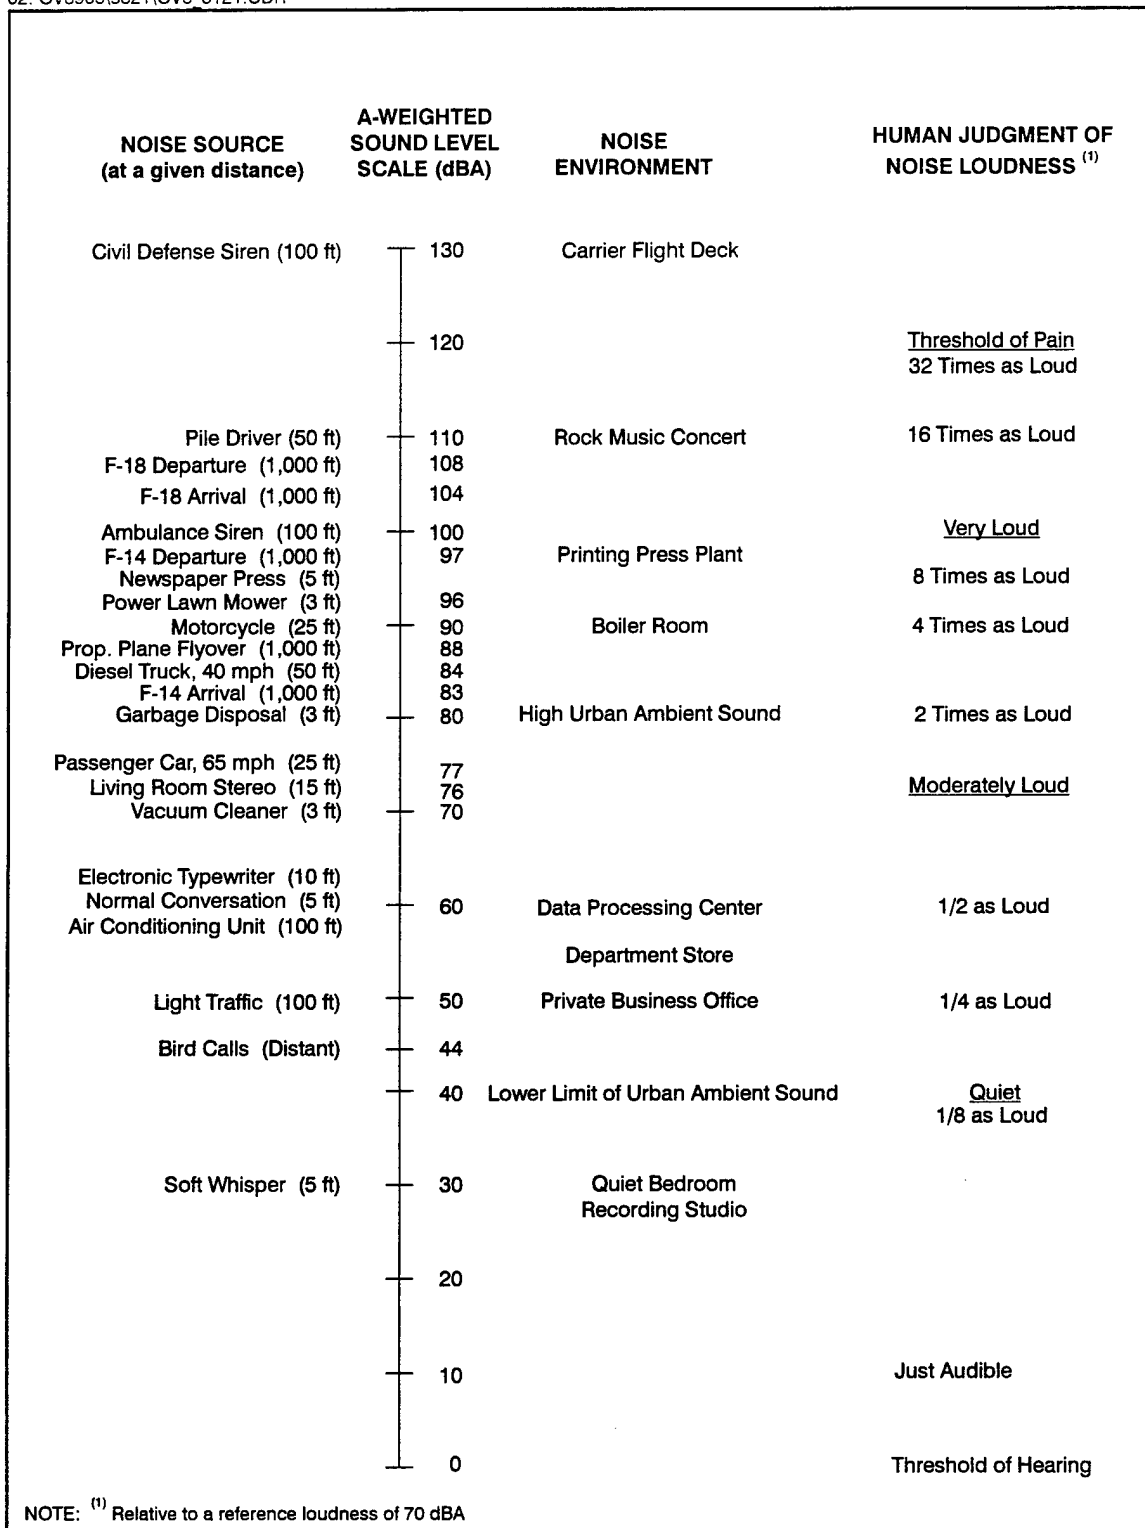 NOISE SOURCE
(at a given distance)
A-WEIGHTED
SOUND LEVEL
SCALE (dBA)
NOISE
ENVIRONMENT
HUMAN JUDGMENT OF
NOISE LOUDNESS (1)
Civil Defense Siren (100 ft) 130 Carrier Flight Deck
120 Threshold of Pain
32 Times as Loud
Pile Driver (50 ft) 110 Rock Music Concert 16 Times as Loud
F-18 Departure (1,000 ft) 108
F-18 Arrival (1,000 ft) 104
Ambulance Siren (100 ft) 100 Very Loud
F-14 Departure (1,000 ft) 97 Printing Press Plant
Newspaper Press (5 ft) 8 Times as Loud
Power Lawn Mower (3 ft) 96
Motorcycle (25 ft) 90 Boiler Room 4 Times as Loud
Prop. Plane Flyover (1,000 ft) 88
Diesel Truck, 40 mph (50 ft) 84
F-14 Arrival (1,000 ft) 83
Garbage Disposal (3 ft) 80 High Urban Ambient Sound 2 Times as Loud
Passenger Car, 65 mph (25 ft) 77
Living Room Stereo (15 ft) 76 Moderately Loud
Vacuum Cleaner (3 ft) 70
Electronic Typewriter (10 ft)
Normal Conversation (5 ft) 60 Data Processing Center 1/2 as Loud
Air Conditioning Unit (100 ft)
Department Store
Light Traffic (100 ft) 50 Private Business Office 1/4 as Loud
Bird Calls (Distant) 44
40 Lower Limit of Urban Ambient Sound Quiet
1/8 as Loud
Soft Whisper (5 ft) 30 Quiet Bedroom
Recording Studio
20
10 Just Audible
0 Threshold of Hearing
NOTE: (1) Relative to a reference loudness of 70 dBA